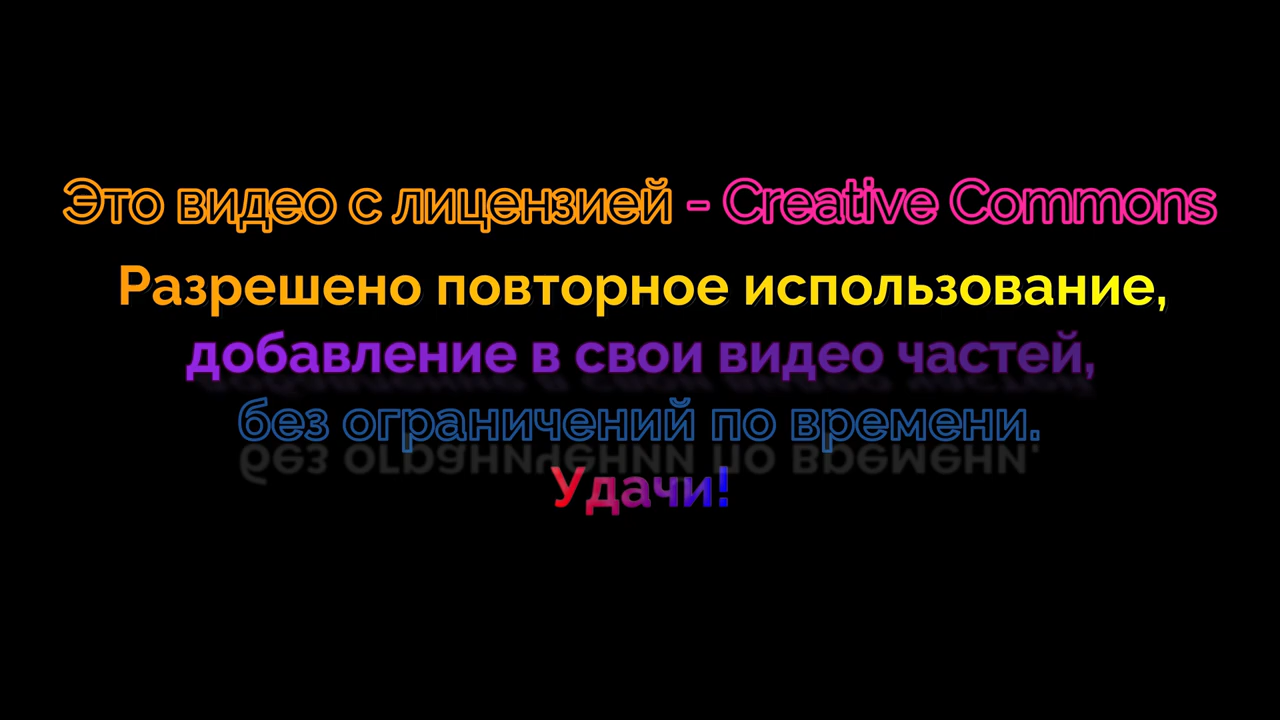 Это видео с лицензией - Creative Commons
Разрешено повторное использование,
добавление в свои видео частей,
без ограничений по времени.
Удачи!